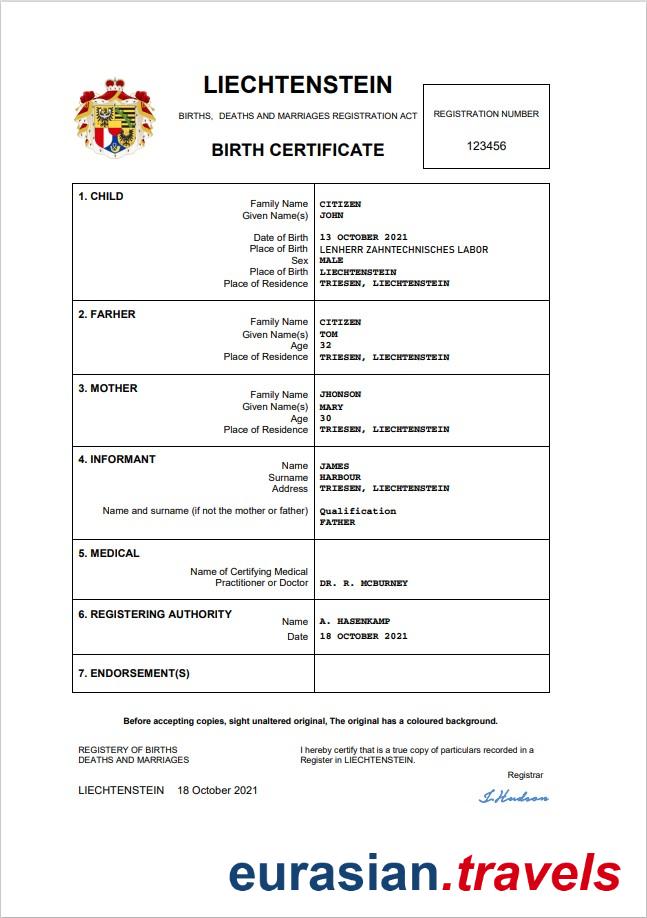 LIECHTENSTEIN
BIRTHS, DEATHS AND MARRIAGES REGISTRATION ACT
BIRTH CERTIFICATE
REGISTRATION NUMBER
123456
1. CHILD
Family Name CITIZEN
Given Name(s) JOHN
Date of Birth 13 OCTOBER 2021
Place of Birth LENHERR ZAHNTECHNISCHES LABOR
Sex MALE
Place of Birth LIECHTENSTEIN
Place of Residence TRIESEN, LIECHTENSTEIN
2. FARHER
Family Name CITIZEN
Given Name(s) TOM
Age 32
Place of Residence TRIESEN, LIECHTENSTEIN
3. MOTHER
Family Name JHONSON
Given Name(s) MARY
Age 30
Place of Residence TRIESEN, LIECHTENSTEIN
4. INFORMANT
Name JAMES
Surname HARBOUR
Address TRIESEN, LIECHTENSTEIN
Name and surname (if not the mother or father) Qualification
FATHER
5. MEDICAL
Name of Certifying Medical
Practitioner or Doctor DR. R. MCBURNEY
6. REGISTERING AUTHORITY
Name A. HASENKAMP
Date 18 OCTOBER 2021
7. ENDORSEMENT(S)
Before accepting copies, sight unaltered original, The original has a coloured background.
REGISTERY OF BIRTHS
DEATHS AND MARRIAGES
I hereby certify that is a true copy of particulars recorded in a
Register in LIECHTENSTEIN.
Registrar
LIECHTENSTEIN 18 October 2021
J.Hudson
eurasian.travels